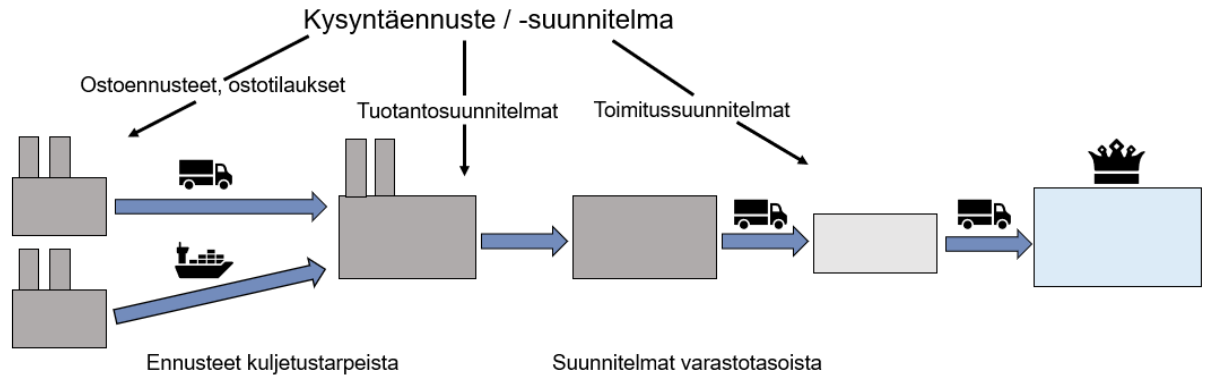 Kysyntäennuste / -suunnitelma
Ostoennusteet, ostotilaukset
Tuotantosuunnitelmat
Toimitussuunnitelmat
Ennusteet kuljetustarpeista
Suunnitelmat varastotasoista